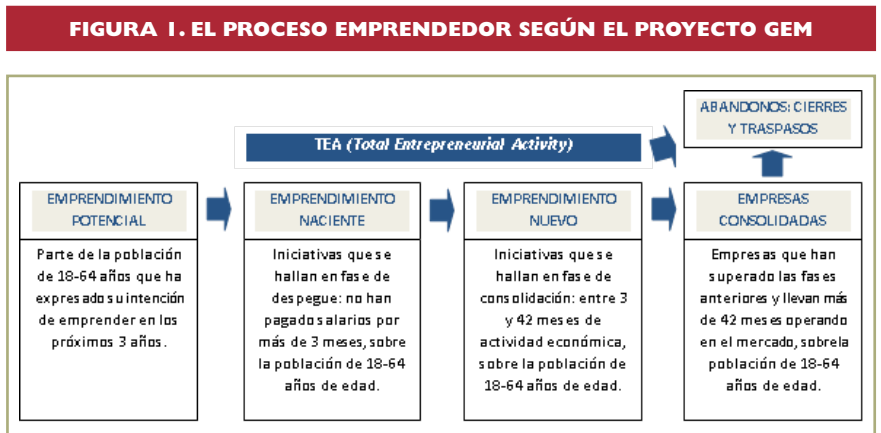 FIGURA 1. EL PROCESO EMPRENDEDOR SEGÚN EL PROYECTO GEM
ABANDONOS: CIERRES
Y TRASPASOS
TEA (Total Entrepreneurial Activity)
EMPRENDIMIENTO
POTENCIAL
Parte de la población
de 18-64 años que ha
expresado su intención
de emprender en los
próximos 3 años.
EMPRENDIMIENTO
NACIENTE
Iniciativas que se
hallan en fase de
despegue: no han
pagado salarios por
más de 3 meses, sobre
la población de 18-64
años de edad.
EMPRENDIMIENTO
NUEVO
Iniciativas que se
hallan en fase de
consolidación: entre 3
y 42 meses de
actividad económica,
sobre la población de
18-64 años de edad.
EMPRESAS
CONSOLIDADAS
Empresas que han
superado las fases
anteriores y llevan más
de 42 meses operando
en el mercado, sobrela
población de 18-64
años de edad.